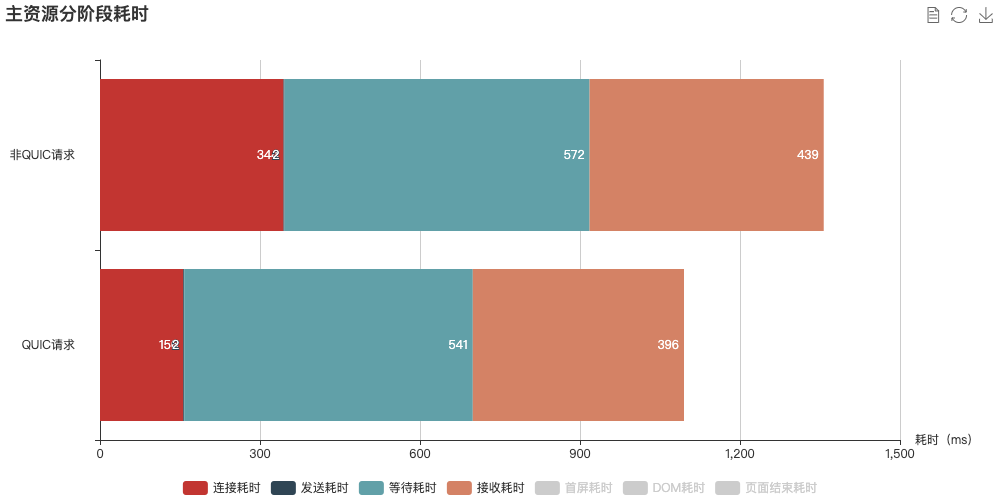 主资源分阶段耗时
非QUIC请求
572
439
QUIC请求
541
396
耗时（ms）
0
300
600
900
1,200
1,500
连接耗时
发送耗时
等待耗时
接收耗时
首屏耗时
DOM耗时
页面结束耗时